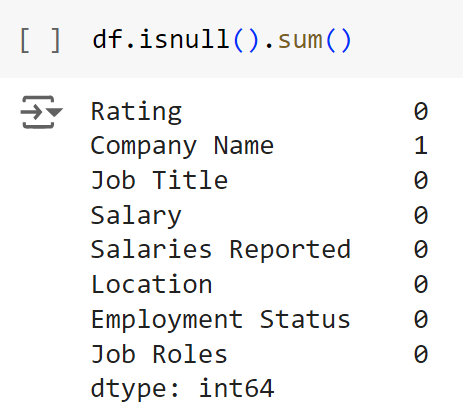 [ ] df.isnull().sum()
Rating 0
Company Name 1
Job Title 0
Salary 0
Salaries Reported 0
Location 0
Employment Status 0
Job Roles 0
dtype: int64